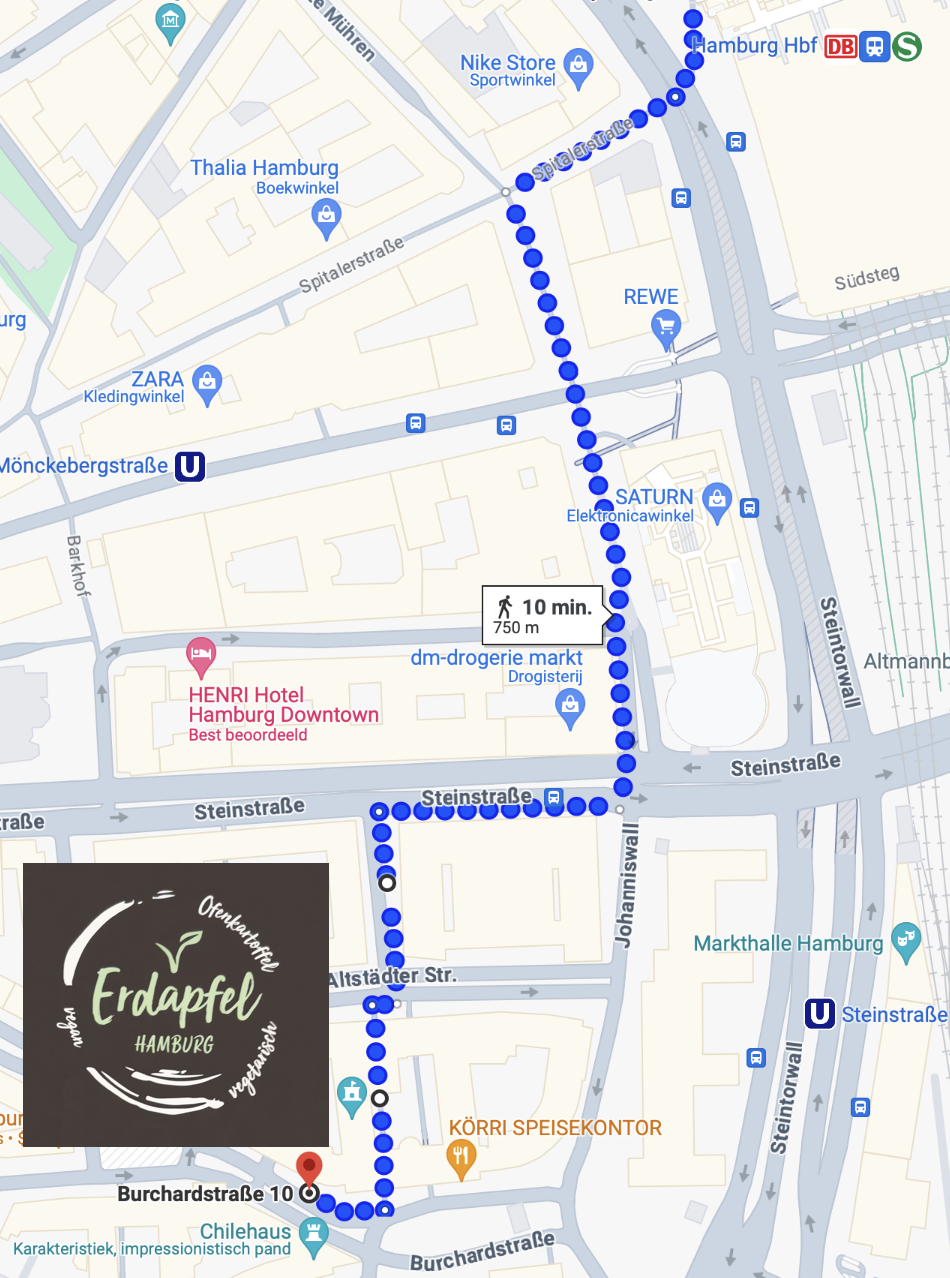 te Mühren
Hamburg Hbf DB S
Nike Store
Sportwinkel
Spitalerstraße
Thalia Hamburg
Boekwinkel
Spitalerstraße
Südsteg
REWE
urg
ZARA
Kledingwinkel
Mönckebergstraße U
SATURN
Elektronicawinkel
Barkhof
10 min.
750 m
Steintorwall
dm-drogerie markt
Drogisterij
Altmannb
HENRI Hotel
Hamburg Downtown
Best beoordeeld
Steinstraße
Steinstraße
Steinstraße
traße
Johanniswall
Ofenkartoffel
Erdapfel
HAMBURG
vegan
vegetarisch
Markthalle Hamburg
Altstädter Str.
U Steinstraße
Steintorwall
bur
s • S
KÖRRI SPEISEKONTOR
Burchardstraße 10
Chilehaus
Karakteristiek, impressionistisch pand
Burchardstraße